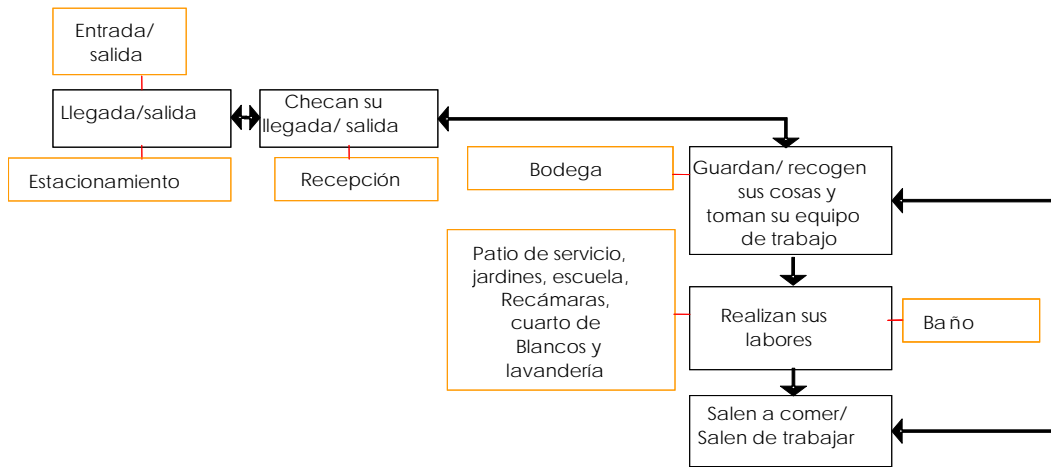 Entrada/
salida
Llegada/salida
Estacionamiento
Checan su
llegada/ salida
Recepción
Bodega
Guardan/ recogen
sus cosas y
toman su equipo
de trabajo
Patio de servicio,
jardines, escuela,
Recámaras,
cuarto de
Blancos y
lavandería
Realizan sus
labores
Baño
Salen a comer/
Salen de trabajar